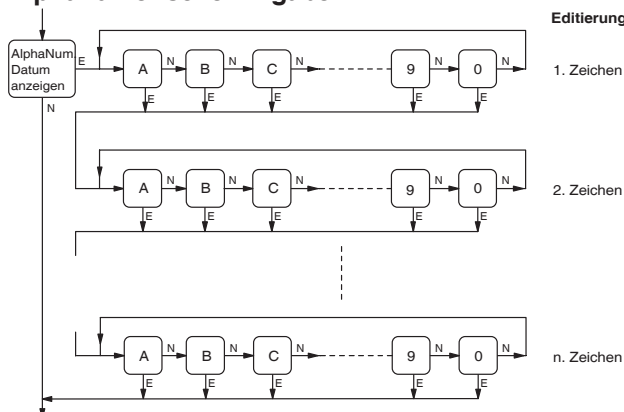 Editierung
AlphaNum.
Datum
anzeigen
E
N
A N B N C N 9 N 0 N
1. Zeichen
E E E E E
A N B N C N 9 N 0 N
2. Zeichen
E E E E E
A N B N C N 9 N 0 N
n. Zeichen
E E E E E